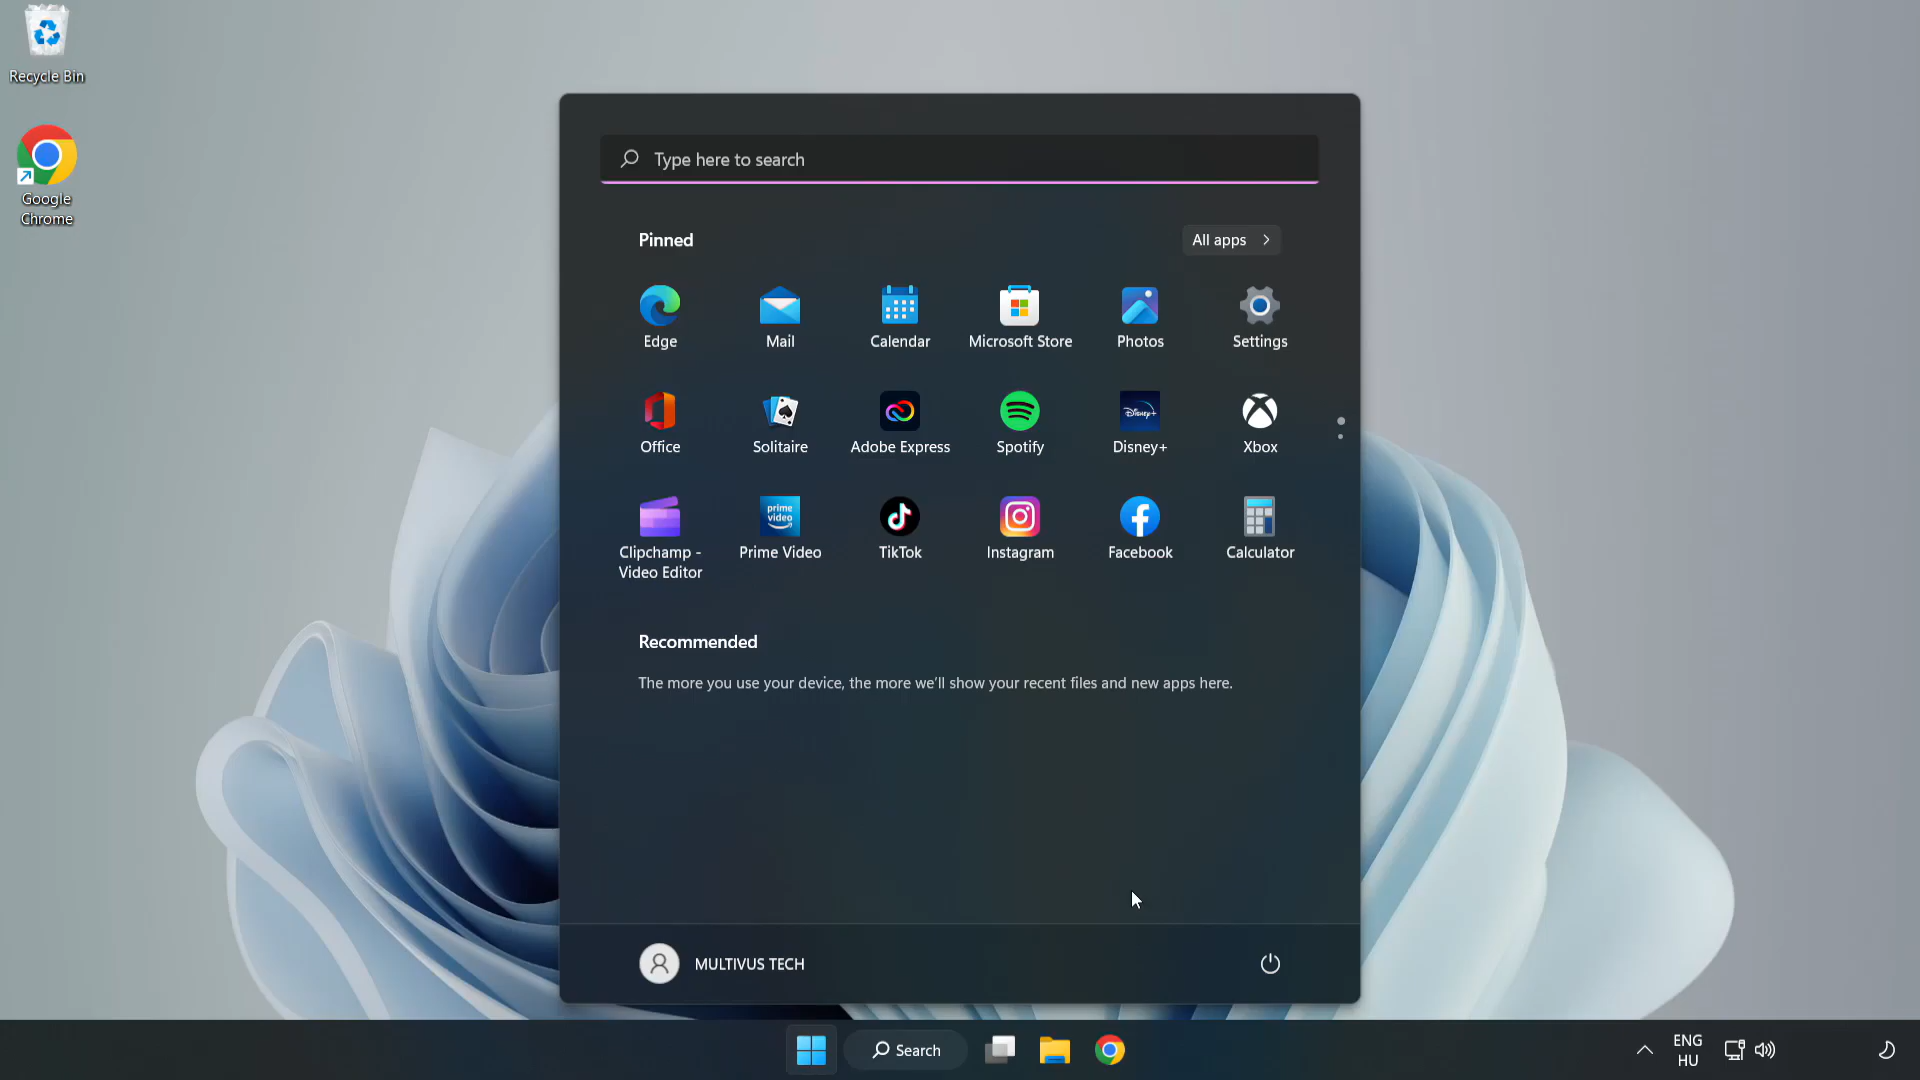 Recycle Bin
Google
Chrome
Type here to search
Pinned
All apps
Edge
Mail
Calendar
Microsoft Store
Photos
Settings
Office
Solitaire
Adobe Express
Spotify
Disney+
Disney+
Xbox
prime
video
Clipchamp -
Video Editor
Prime Video
TikTok
Instagram
Facebook
Calculator
Recommended
The more you use your device, the more we'll show your recent files and new apps here.
MULTIVUS TECH
Search
ENG
HU